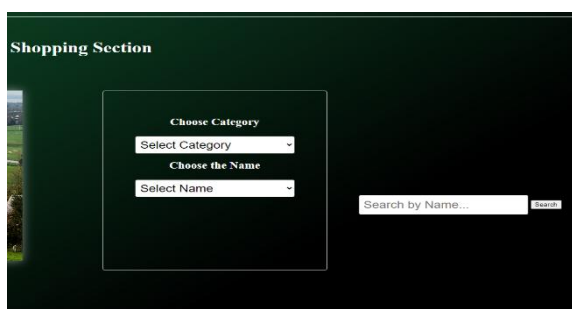 Shopping Section
Choose Category
Select Category
Choose the Name
Select Name
Search by Name...
Search